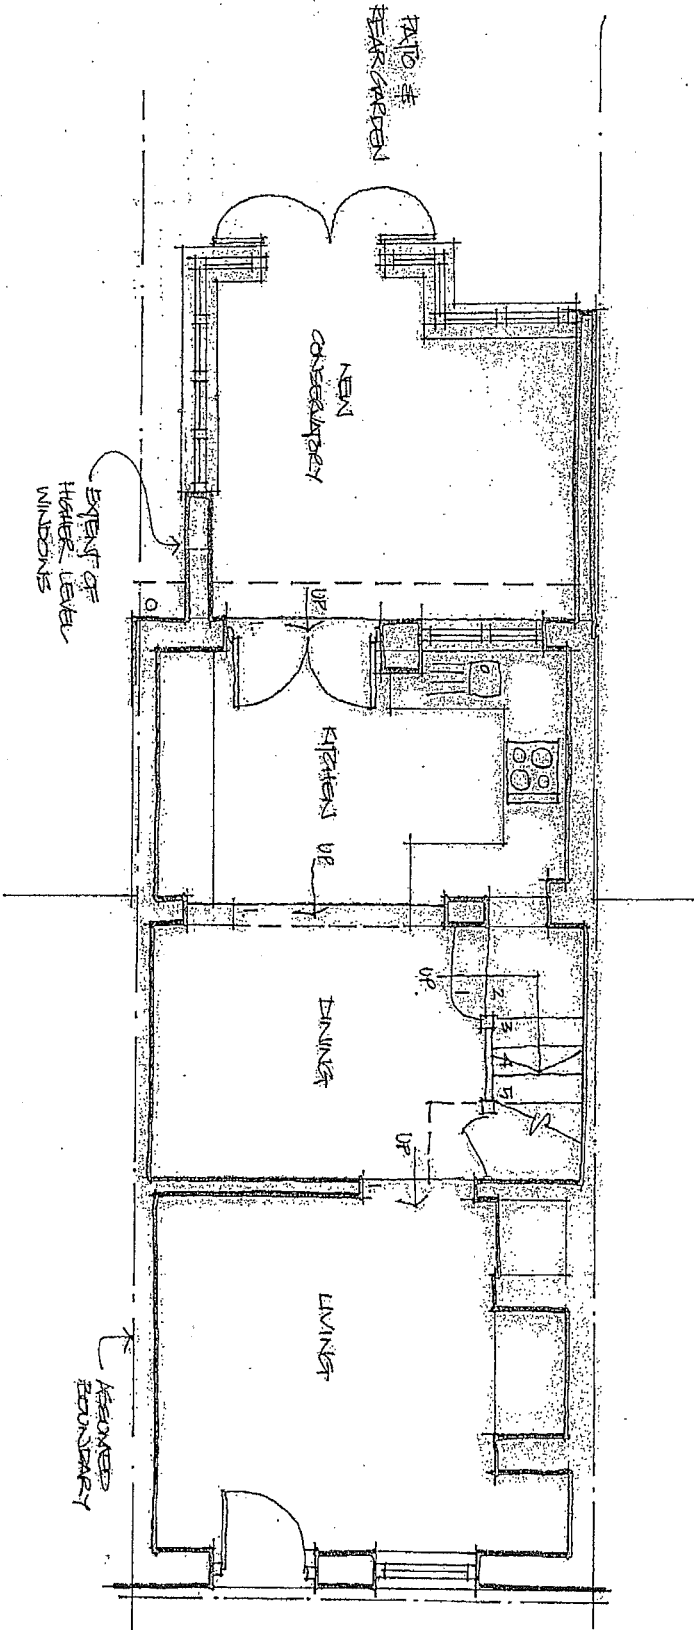 PATIO &
REAR GARDEN
NEW
CONSERVATORY
EXTENT OF
HIGHER LEVEL
WINDOWS
UP
KITCHEN
UP
UP.
1
2
3
4
5
DINING
UP
LIVING
ASSUMED
BOUNDARY